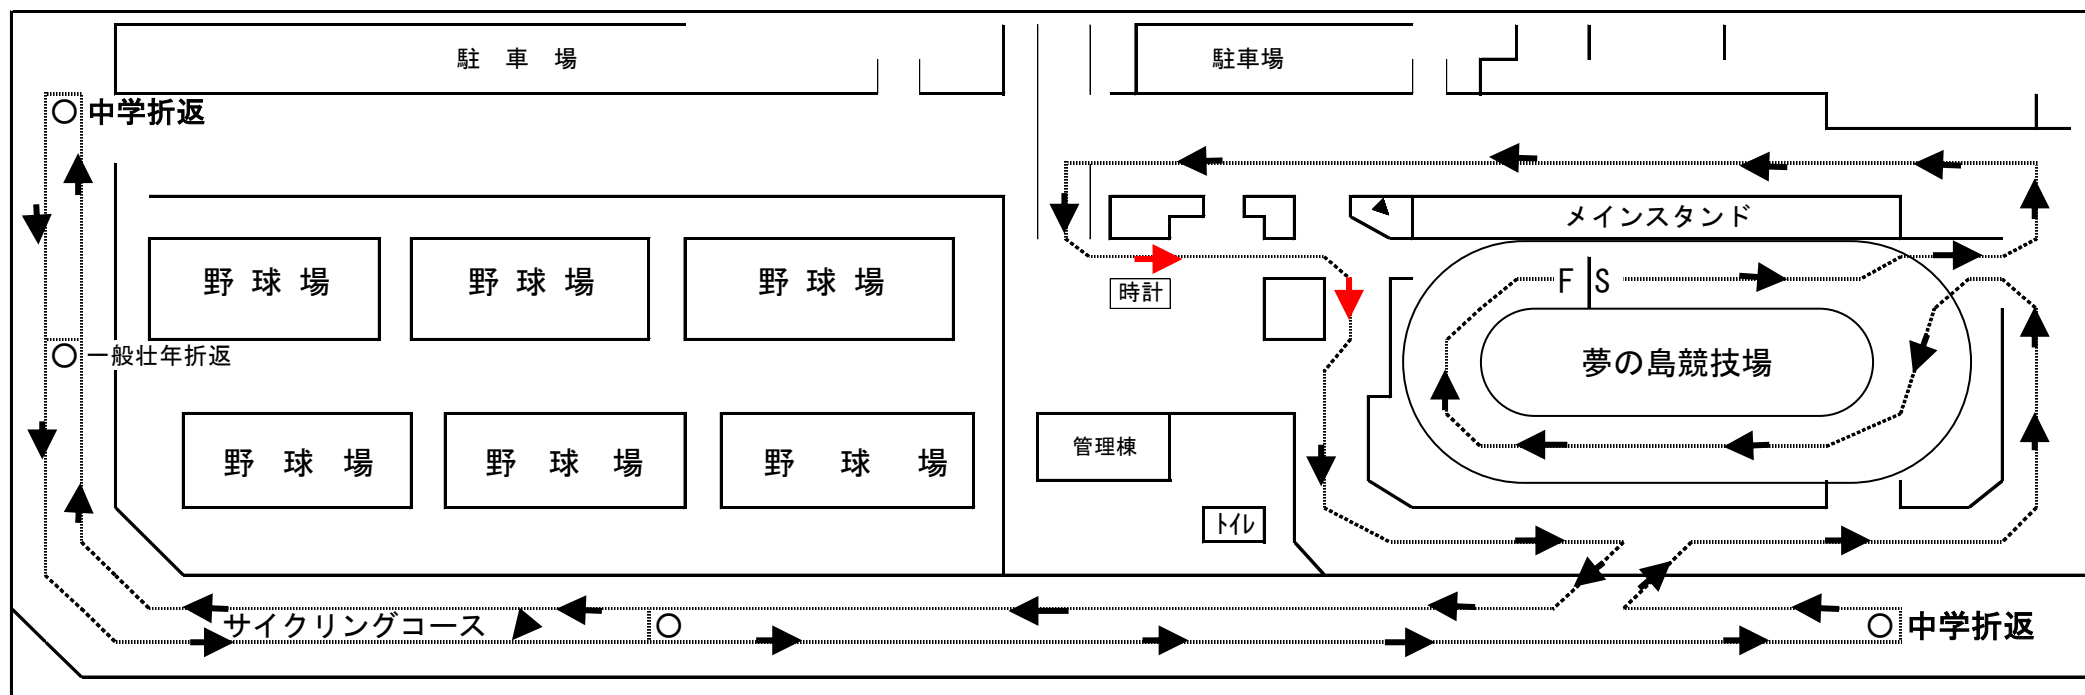 駐 車 場
駐車場
中学折返
メインスタンド
野 球 場
野 球 場
野 球 場
時計
F S
一般壮年折返
夢の島競技場
野 球 場
野 球 場
野 球 場
管理棟
トイレ
サイクリングコース
中学折返